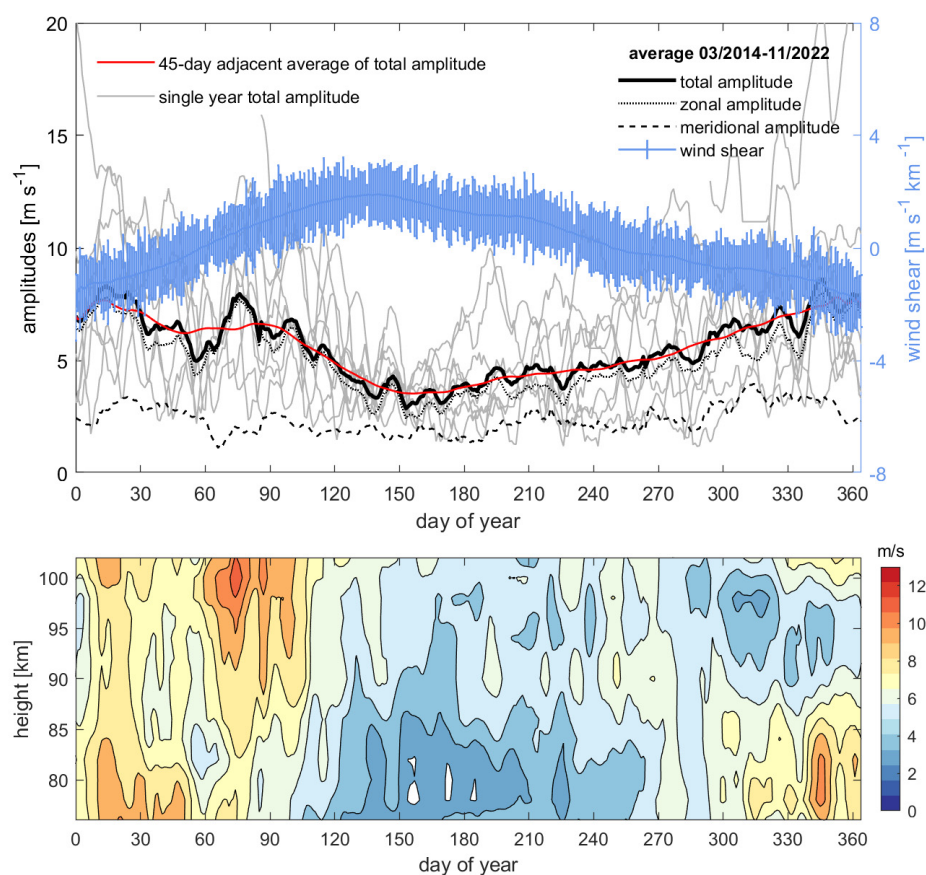 20
15
10
5
0
amplitudes [m s⁻¹]
45-day adjacent average of total amplitude
single year total amplitude
average 03/2014-11/2022
total amplitude
zonal amplitude
meridional amplitude
wind shear
8
4
0
-4
-8
wind shear [m s⁻¹ km⁻¹]
0 30 60 90 120 150 180 210 240 270 300 330 360
day of year
height [km]
100
95
90
85
80
0 30 60 90 120 150 180 210 240 270 300 330 360
day of year
m/s
12
10
8
6
4
2
0